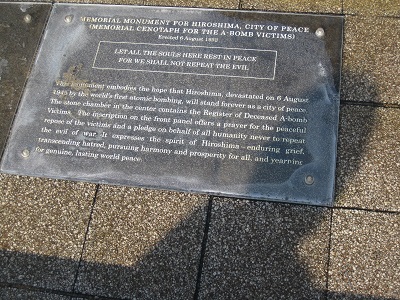 MEMORIAL MONUMENT FOR HIROSHIMA, CITY OF PEACE
(MEMORIAL CENOTAPH FOR THE A-BOMB VICTIMS)
Erected 6 August 1952
LET ALL THE SOULS HERE REST IN PEACE
FOR WE SHALL NOT REPEAT THE EVIL
This monument embodies the hope that Hiroshima, devastated on 6 August
1945 by the world's first atomic bombing, will stand forever as a city of peace.
The stone chamber in the center contains the Register of Deceased A-bomb
Victims. The inscription on the front panel offers a prayer for the peaceful
repose of the victims and a pledge on behalf of all humanity never to repeat
the evil of war. It expresses the spirit of Hiroshima — enduring grief,
transcending hatred, pursuing harmony and prosperity for all, and yearning
for genuine, lasting world peace.